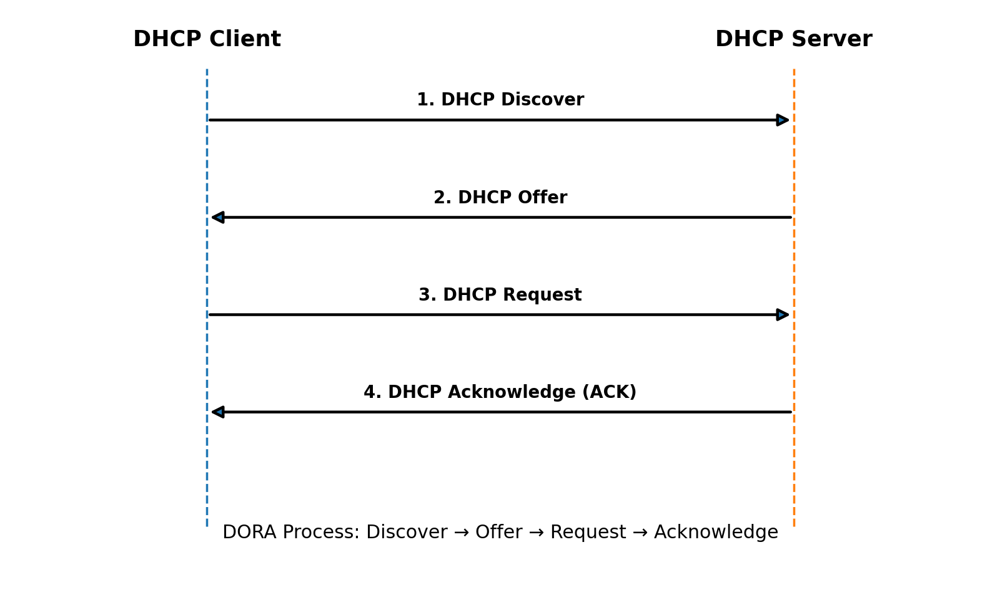 DHCP Client
DHCP Server
1. DHCP Discover
2. DHCP Offer
3. DHCP Request
4. DHCP Acknowledge (ACK)
DORA Process: Discover → Offer → Request → Acknowledge